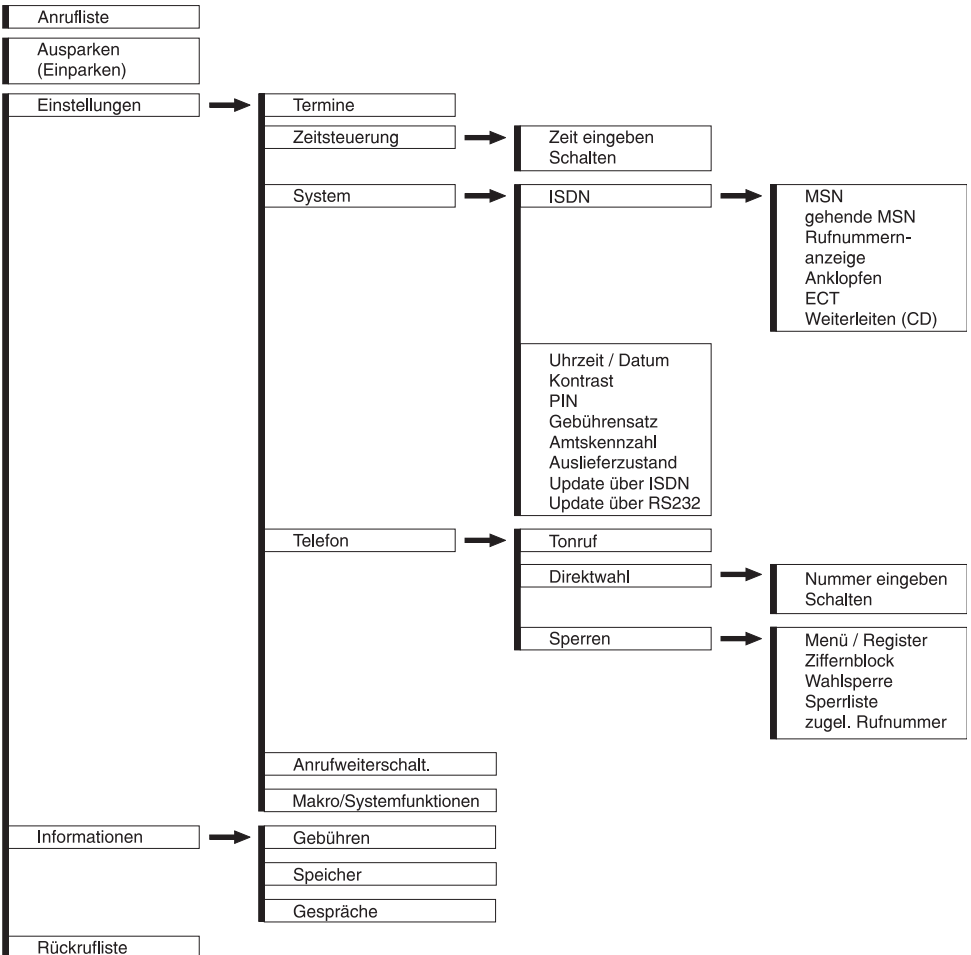 Anrufliste
Ausparken
(Einparken)
Einstellungen
Termine
Zeitsteuerung
Zeit eingeben
Schalten
System
ISDN
MSN
gehende MSN
Rufnummern-
anzeige
Anklopfen
ECT
Weiterleiten (CD)
Uhrzeit / Datum
Kontrast
PIN
Gebührensatz
Amtskennzahl
Auslieferzustand
Update über ISDN
Update über RS232
Telefon
Tonruf
Direktwahl
Nummer eingeben
Schalten
Sperren
Menü / Register
Ziffernblock
Wahlsperre
Sperrliste
zugel. Rufnummer
Anrufweiterschalt.
Makro/Systemfunktionen
Informationen
Gebühren
Speicher
Gespräche
Rückrufliste